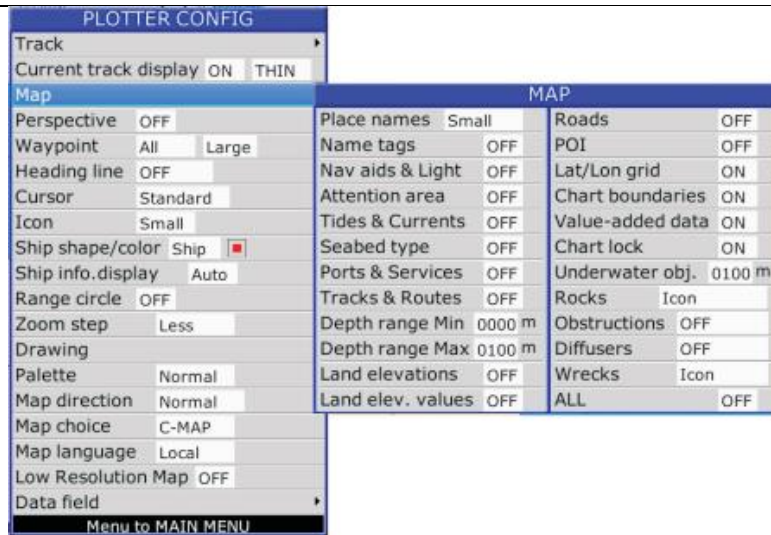 PLOTTER CONFIG
Track
Current track display ON THIN
Map
Perspective OFF
Waypoint All Large
Heading line OFF
Cursor Standard
Icon Small
Ship shape/color Ship
Ship info.display Auto
Range circle OFF
Zoom step Less
Drawing
Palette Normal
Map direction Normal
Map choice C-MAP
Map language Local
Low Resolution Map OFF
Data field
Menu to MAIN MENU
MAP
Place names Small
Name tags OFF
Nav aids & Light OFF
Attention area OFF
Tides & Currents OFF
Seabed type OFF
Ports & Services OFF
Tracks & Routes OFF
Depth range Min 0000 m
Depth range Max 0100 m
Land elevations OFF
Land elev. values OFF
Roads OFF
POI OFF
Lat/Lon grid ON
Chart boundaries ON
Value-added data ON
Chart lock ON
Underwater obj. 0100 m
Rocks Icon
Obstructions OFF
Diffusers OFF
Wrecks Icon
ALL OFF